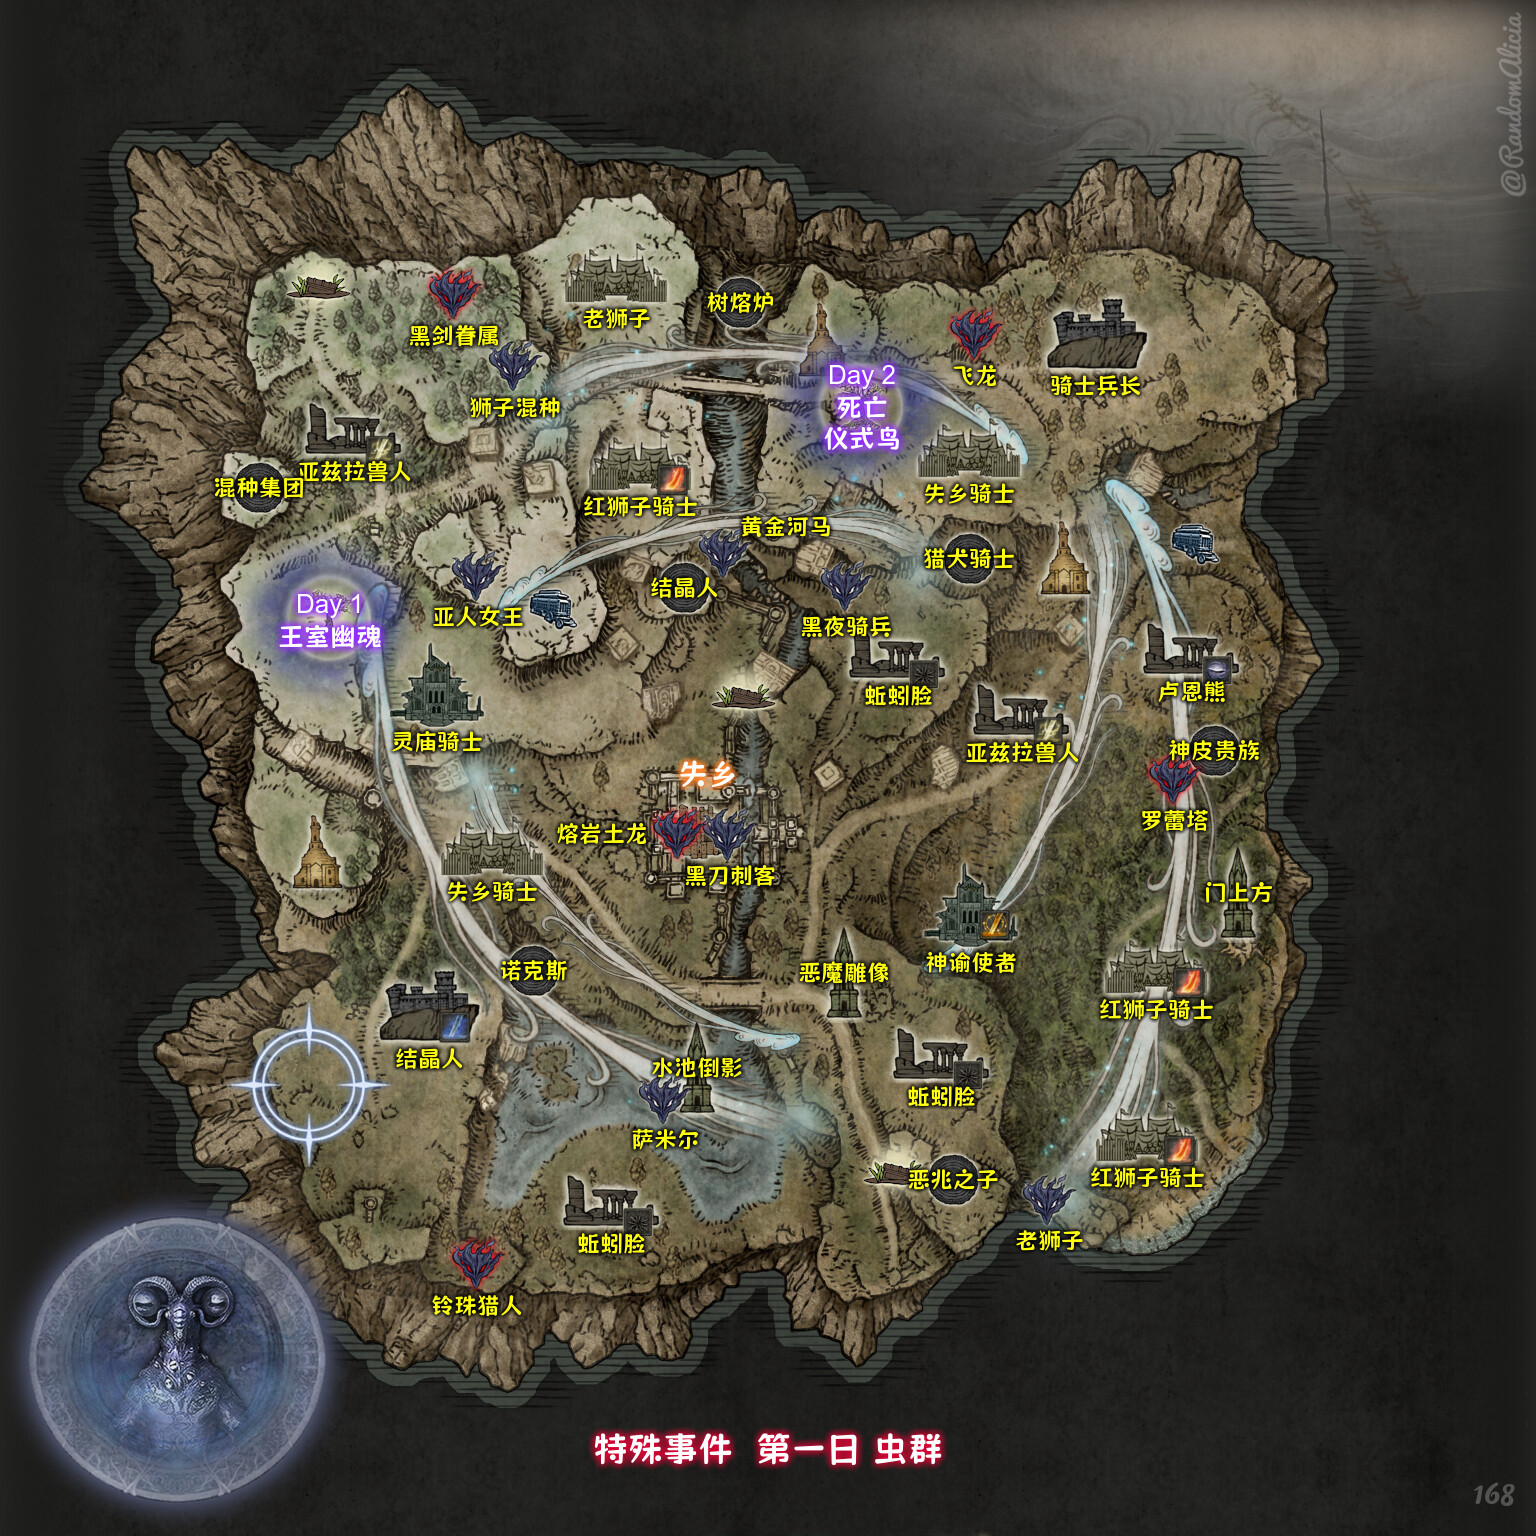 @RandomAlicia
老狮子
树熔炉
黑剑眷属
狮子混种
飞龙
骑士兵长
Day 2
死亡
仪式鸟
亚兹拉兽人
混种集团
红狮子骑士
失乡骑士
黄金河马
猎犬骑士
结晶人
Day 1
王室幽魂
亚人女王
黑夜骑兵
蚯蚓脸
卢恩熊
灵庙骑士
亚兹拉兽人
神皮贵族
失乡
熔岩土龙
黑刀刺客
罗蕾塔
失乡骑士
门上方
诺克斯
恶魔雕像
神谕使者
红狮子骑士
结晶人
水池倒影
蚯蚓脸
萨米尔
恶兆之子
红狮子骑士
蚯蚓脸
老狮子
铃珠猎人
特殊事件 第一日 虫群
168